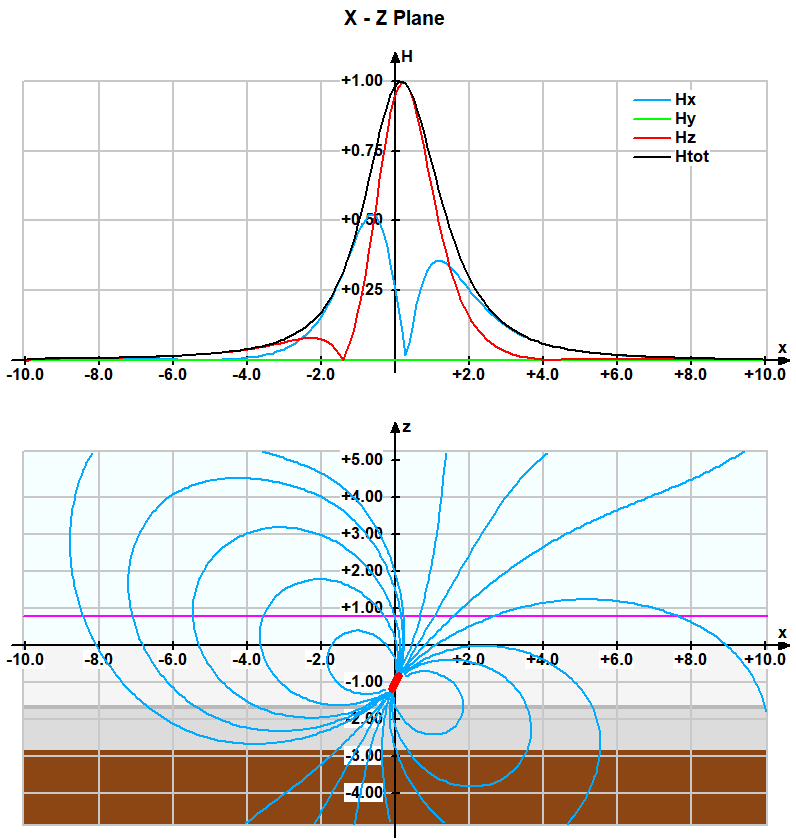 X - Z Plane
H
+1.00
Hx
Hy
Hz
Htot
+0.75
+0.50
+0.25
x
-10.0 -8.0 -6.0 -4.0 -2.0 +2.0 +4.0 +6.0 +8.0 +10.0
z
+5.00
+4.00
+3.00
+2.00
+1.00
x
-10.0 -8.0 -6.0 -4.0 -2.0 +2.0 +4.0 +6.0 +8.0 +10.0
-1.00
-2.00
-3.00
-4.00